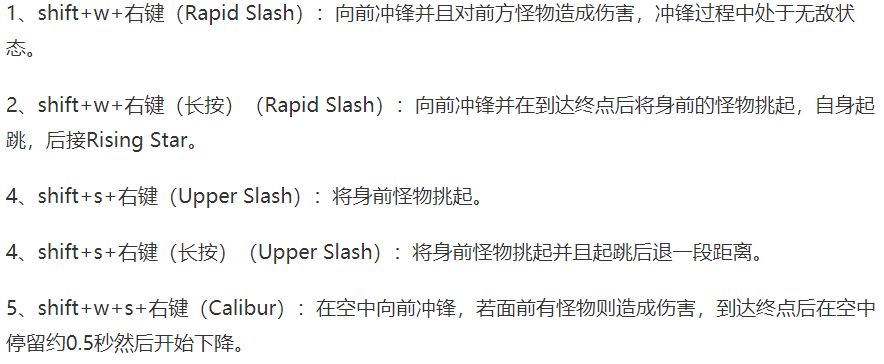 1、shift+w+右键（Rapid Slash）：向前冲锋并且对前方怪物造成伤害，冲锋过程中处于无敌状
态。
2、shift+w+右键（长按）（Rapid Slash）：向前冲锋并在到达终点后将身前的怪物挑起，自身起
跳，后接Rising Star。
4、shift+s+右键（Upper Slash）：将身前怪物挑起。
4、shift+s+右键（长按）（Upper Slash）：将身前怪物挑起并且起跳后退一段距离。
5、shift+w+s+右键（Calibur）：在空中向前冲锋，若面前有怪物则造成伤害，到达终点后在空中
停留约0.5秒然后开始下降。